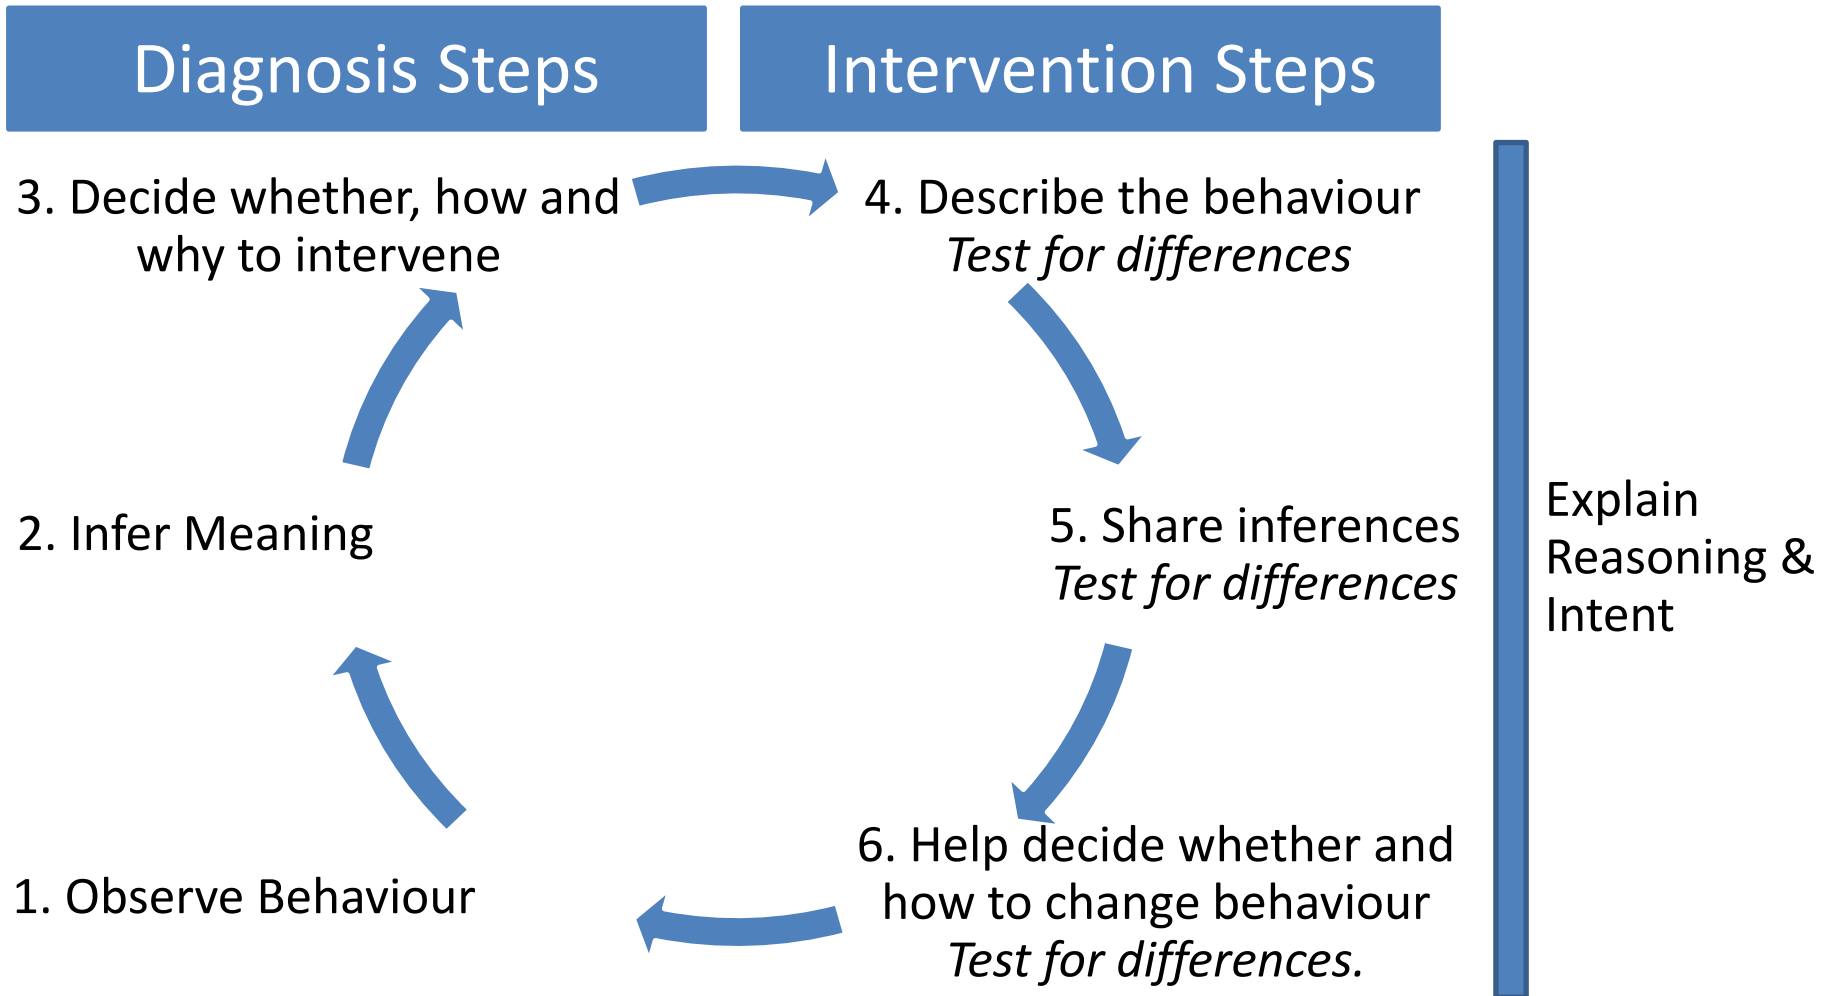 Diagnosis Steps
Intervention Steps
3. Decide whether, how and
why to intervene
4. Describe the behaviour
Test for differences
2. Infer Meaning
5. Share inferences
Test for differences
Explain
Reasoning &
Intent
1. Observe Behaviour
6. Help decide whether and
how to change behaviour
Test for differences.